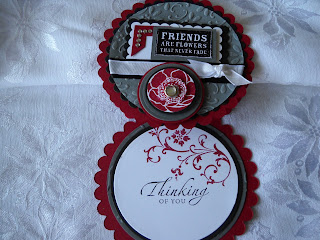 FRIENDS
ARE FLOWERS
THAT NEVER FADE
Thinking
OF YOU